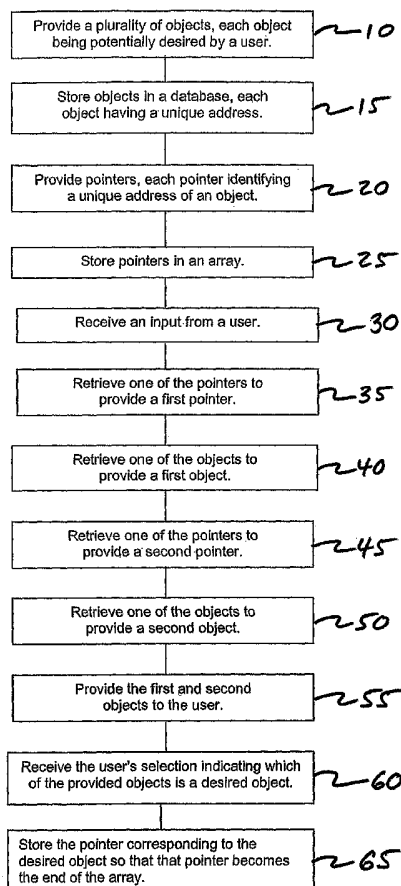 Provide a plurality of objects, each object
being potentially desired by a user.
10
Store objects in a database, each
object having a unique address.
15
Provide pointers, each pointer identifying
a unique address of an object.
20
Store pointers in an array.
25
Receive an input from a user.
30
Retrieve one of the pointers to
provide a first pointer.
35
Retrieve one of the objects to
provide a first object.
40
Retrieve one of the pointers to
provide a second pointer.
45
Retrieve one of the objects to
provide a second object.
50
Provide the first and second
objects to the user.
55
Receive the user's selection indicating which
of the provided objects is a desired object.
60
Store the pointer corresponding to the
desired object so that that pointer becomes
the end of the array.
65